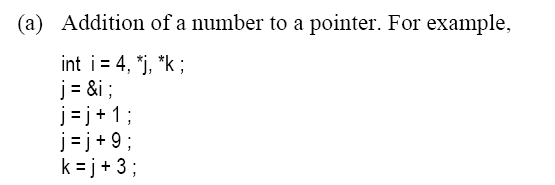 (a) Addition of a number to a pointer. For example,
int i = 4, *j, *k ;
j = &i ;
j = j + 1 ;
j = j + 9 ;
k = j + 3 ;